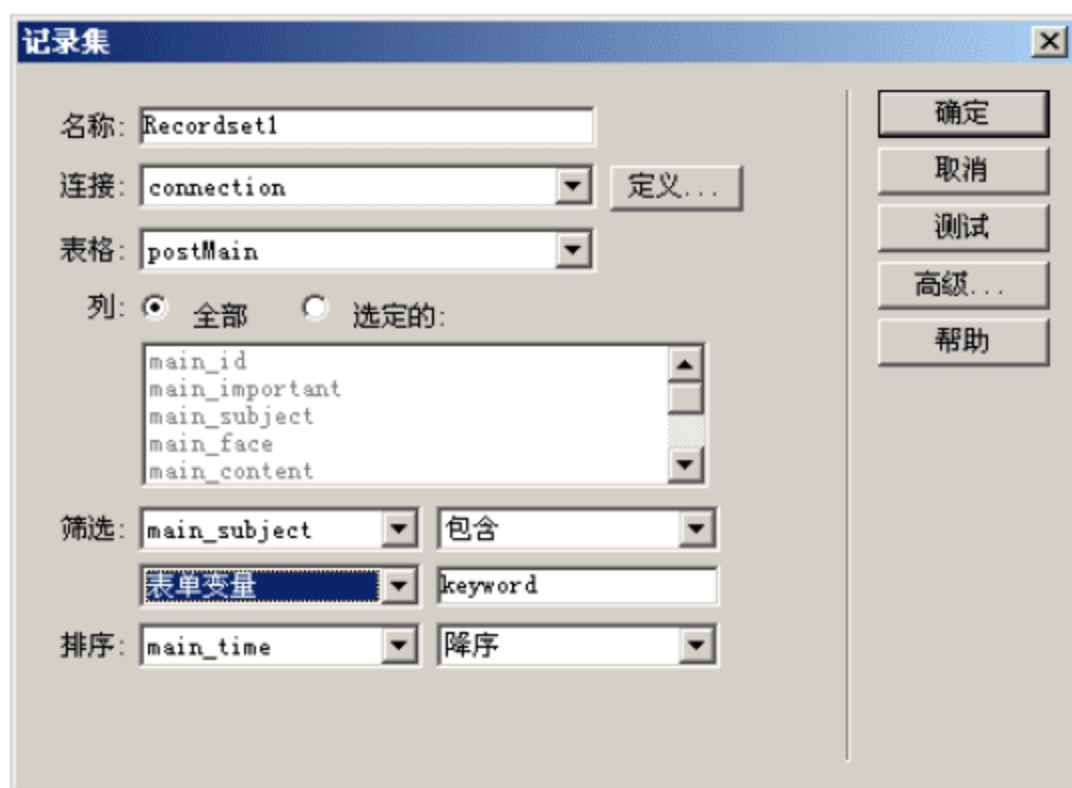 记录集
名称: Recordset1
连接: connection 定义...
表格: postMain
列: 全部 选定的:
main_id
main_important
main_subject
main_face
main_content
筛选: main_subject 包含
表单变量 keyword
排序: main_time 降序
确定
取消
测试
高级...
帮助